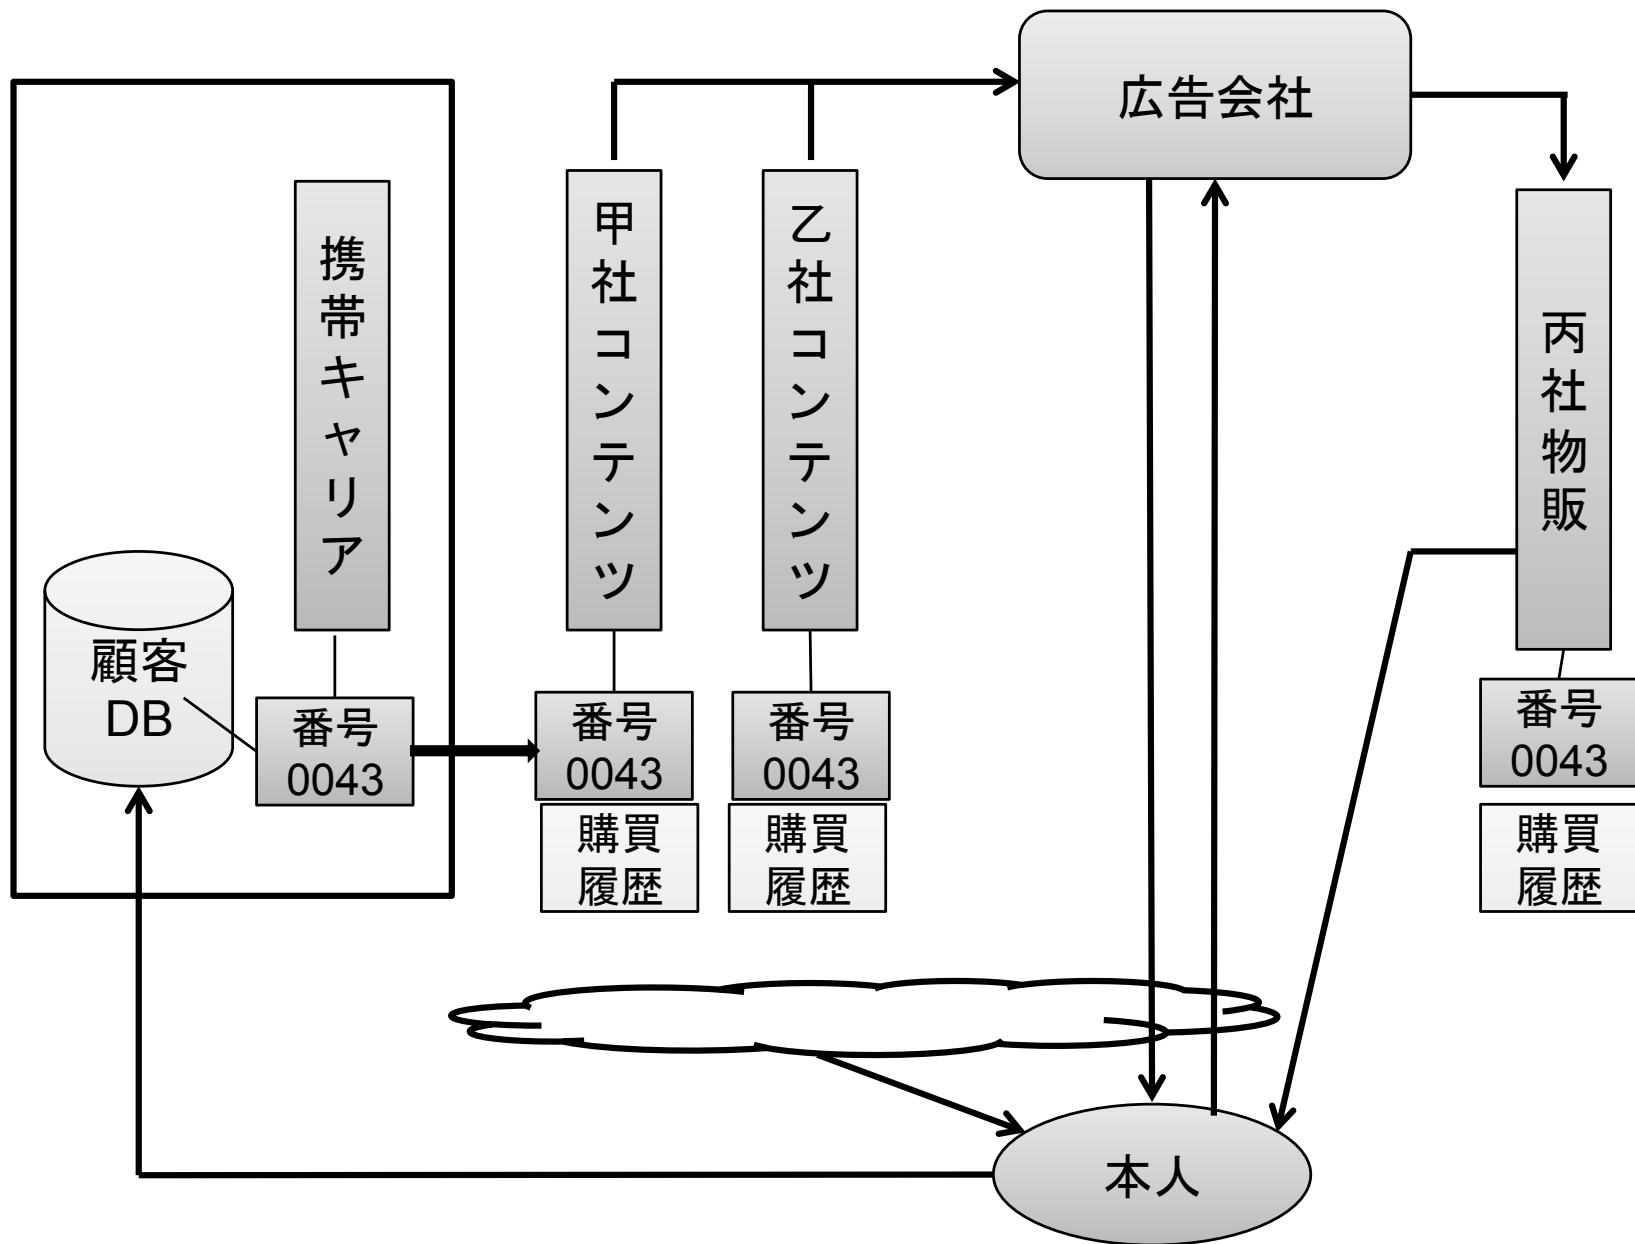 広告会社
携帯キャリア
甲社コンテンツ
乙社コンテンツ
丙社物販
顧客
DB
番号
0043
番号
0043
購買
履歴
番号
0043
購買
履歴
番号
0043
購買
履歴
本人